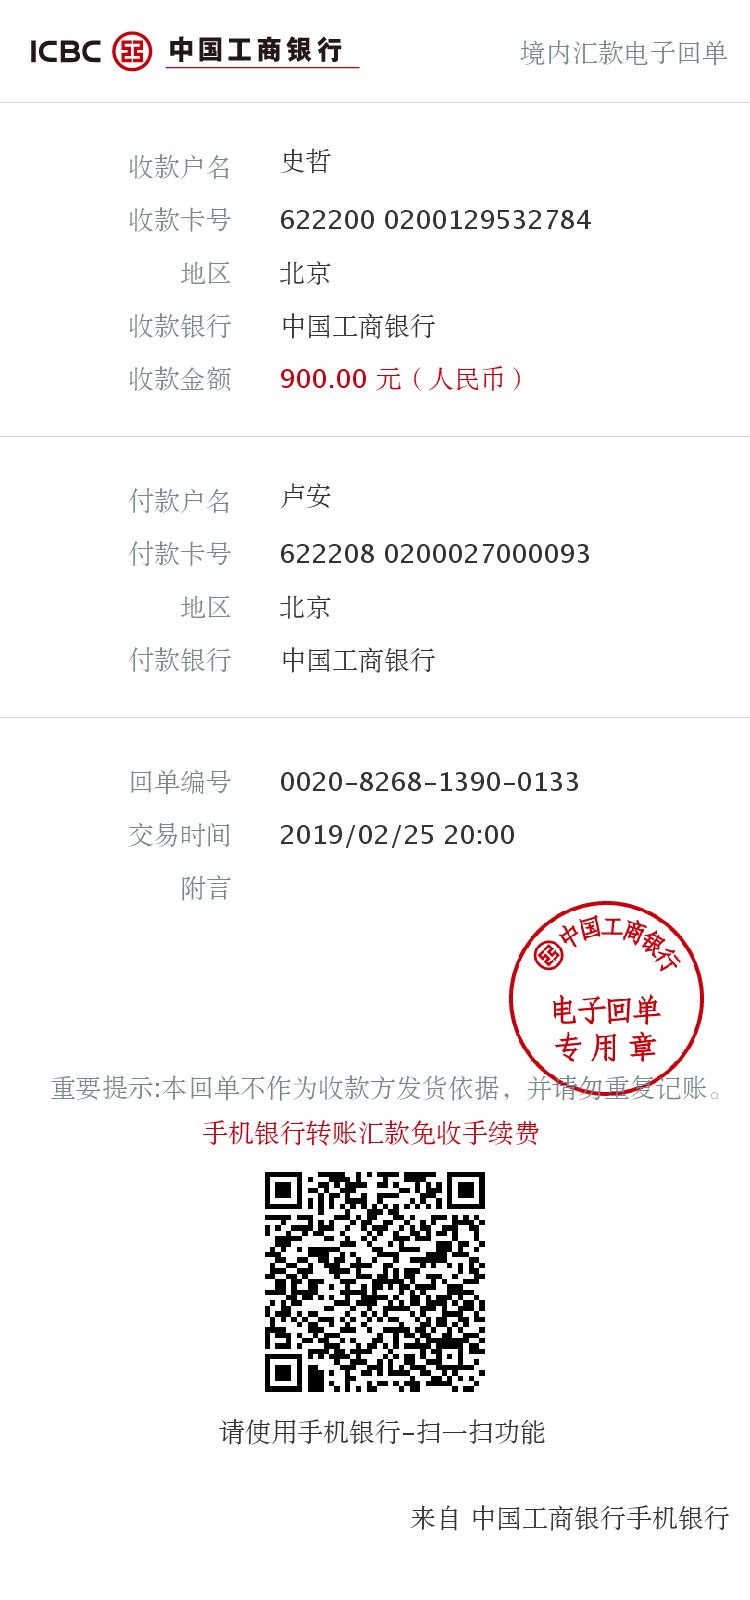 ICBC 中国工商银行
境内汇款电子回单
收款户名 史哲
收款卡号 622200 0200129532784
地区 北京
收款银行 中国工商银行
收款金额 900.00 元（人民币）
付款户名 卢安
付款卡号 622208 0200027000093
地区 北京
付款银行 中国工商银行
回单编号 0020-8268-1390-0133
交易时间 2019/02/25 20:00
附言
中国工商银行
电子回单
专用章
重要提示:本回单不作为收款方发货依据，并请勿重复记账。
手机银行转账汇款免收手续费
请使用手机银行-扫一扫功能
来自 中国工商银行手机银行